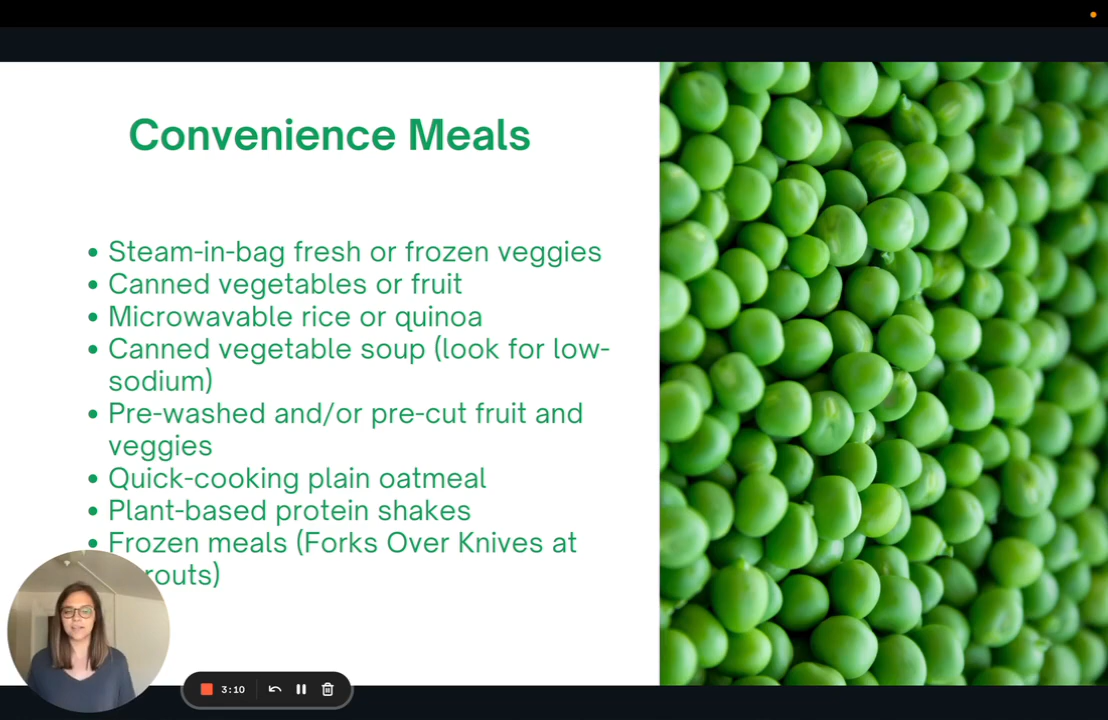 Convenience Meals
• Steam-in-bag fresh or frozen veggies
• Canned vegetables or fruit
• Microwavable rice or quinoa
• Canned vegetable soup (look for low-
sodium)
• Pre-washed and/or pre-cut fruit and
veggies
• Quick-cooking plain oatmeal
• Plant-based protein shakes
• Frozen meals (Forks Over Knives at
routs)
3:10